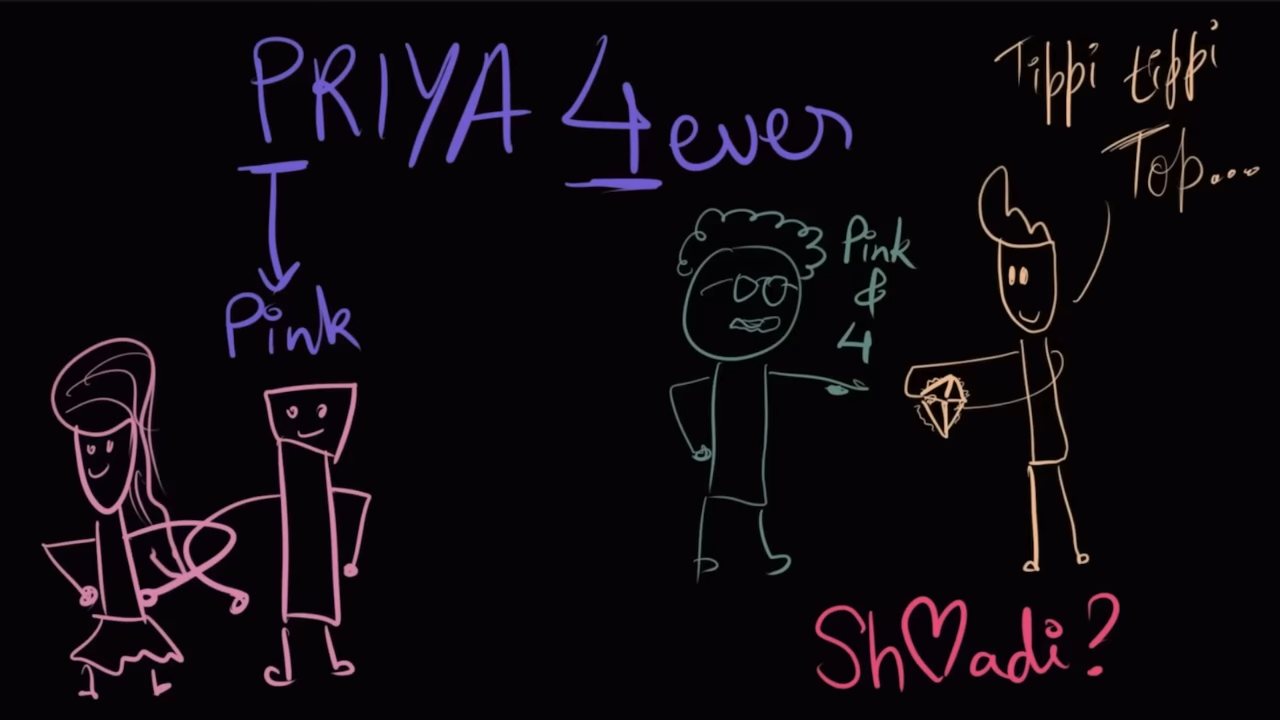 PRIYA 4ever
Pink
Tippi tippi
Top...
Pink
&
4
Sh♡adi?